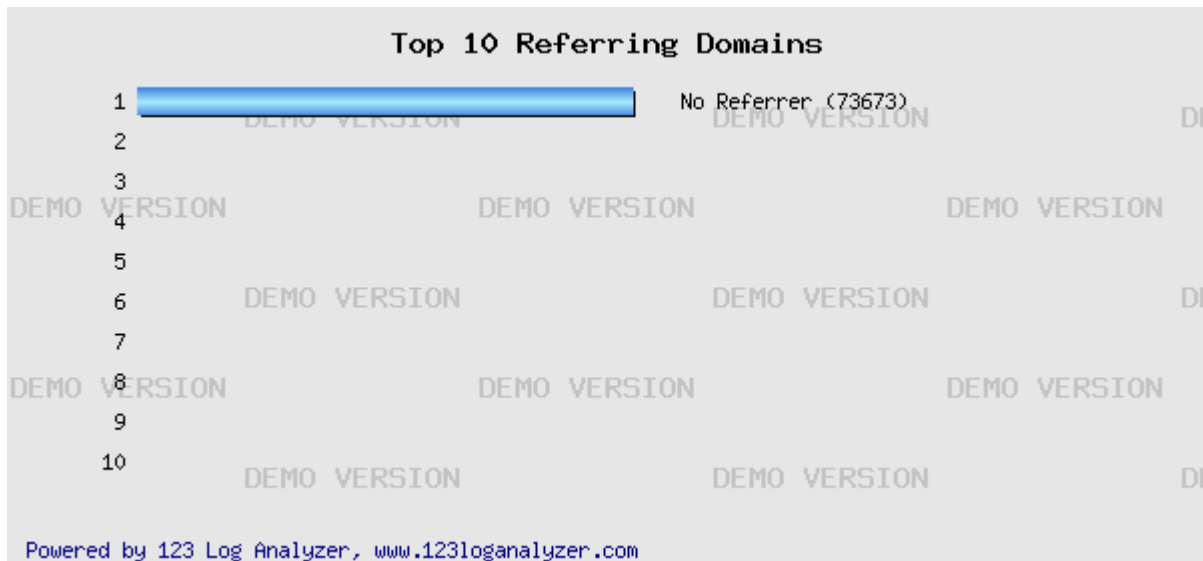 Top 10 Referring Domains
1 No Referrer (73673)
DEMO VERSION DEMO VERSION D
2
3
DEMO VERSION DEMO VERSION DEMO VERSION
4
5
6
DEMO VERSION DEMO VERSION D
7
8
DEMO VERSION DEMO VERSION DEMO VERSION
9
10
DEMO VERSION DEMO VERSION D
Powered by 123 Log Analyzer, www.123loganalyzer.com